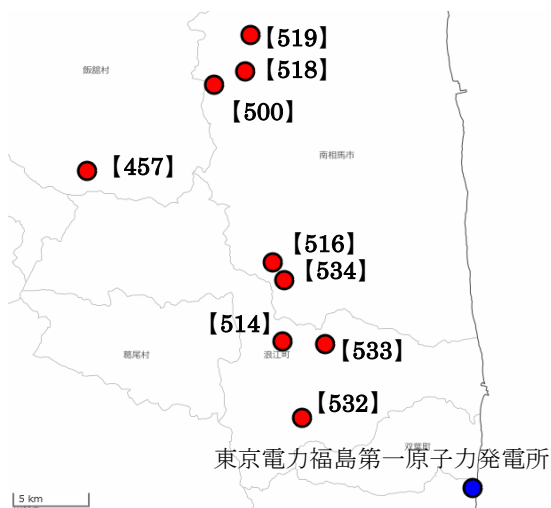 【519】
飯舘村
【518】
【500】
南相馬市
【457】
【516】
【534】
【514】
【533】
葛尾村
浪江町
【532】
双葉町
東京電力福島第一原子力発電所
5 km